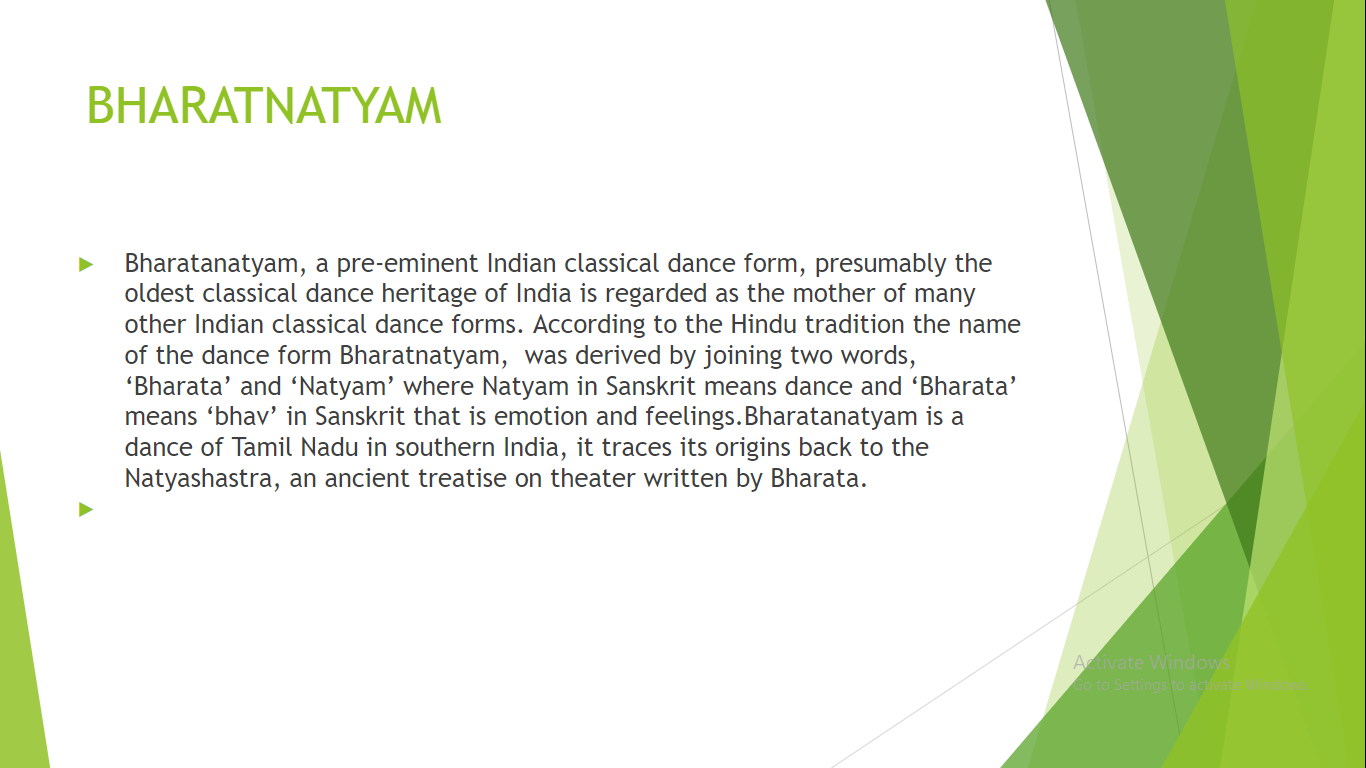 BHARATNATYAM
Bharatanatyam, a pre-eminent Indian classical dance form, presumably the
oldest classical dance heritage of India is regarded as the mother of many
other Indian classical dance forms. According to the Hindu tradition the name
of the dance form Bharatnatyam,  was derived by joining two words,
‘Bharata’ and ‘Natyam’ where Natyam in Sanskrit means dance and ‘Bharata’
means ‘bhav’ in Sanskrit that is emotion and feelings.Bharatanatyam is a
dance of Tamil Nadu in southern India, it traces its origins back to the
Natyashastra, an ancient treatise on theater written by Bharata.
Activate Windows
Go to Settings to activate Windows.